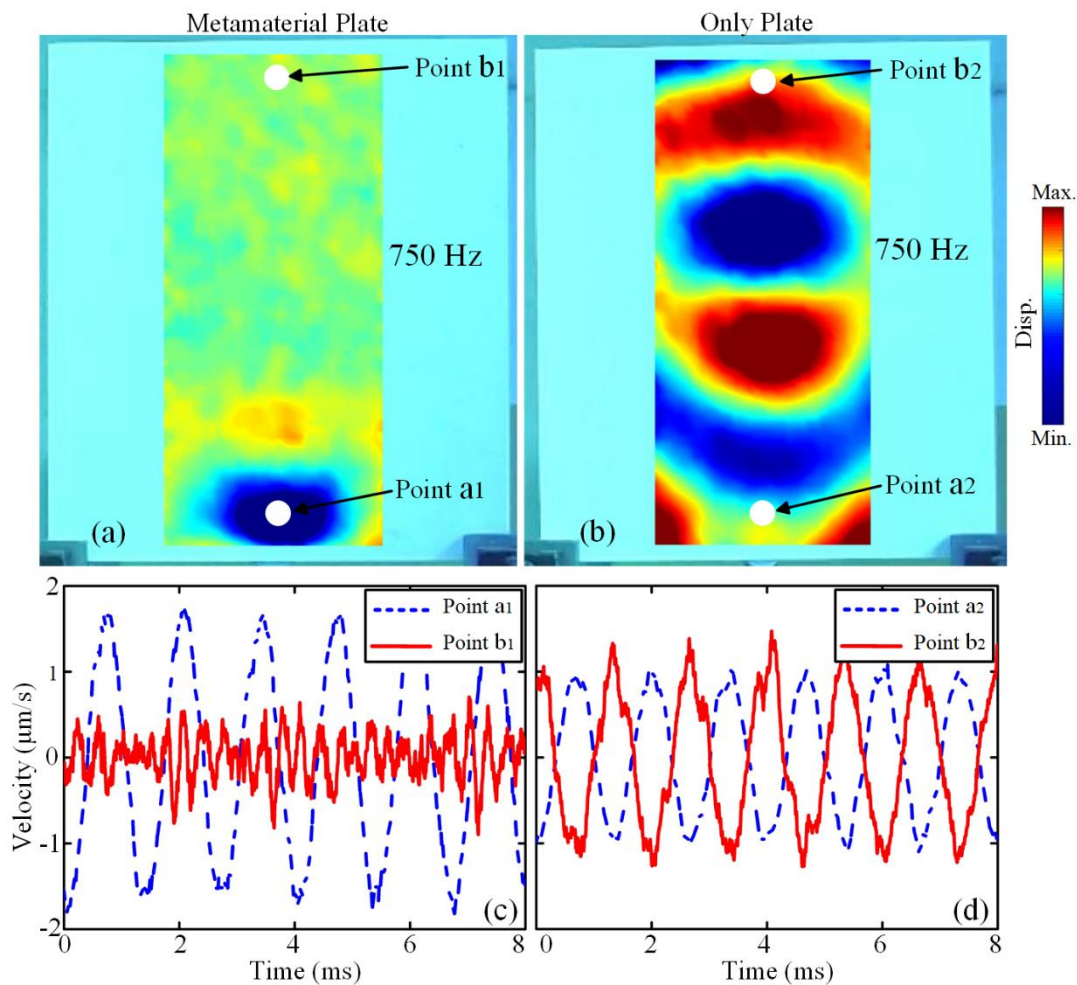 Metamaterial Plate
Only Plate
Point b1
Point b2
750 Hz
750 Hz
Max.
Disp.
Min.
Point a1
Point a2
(a)
(b)
2
1
0
-1
-2
Velocity (μm/s)
Point a1
Point b1
Point a2
Point b2
(c)
(d)
0 2 4 6 8
0 2 4 6 8
Time (ms)
Time (ms)